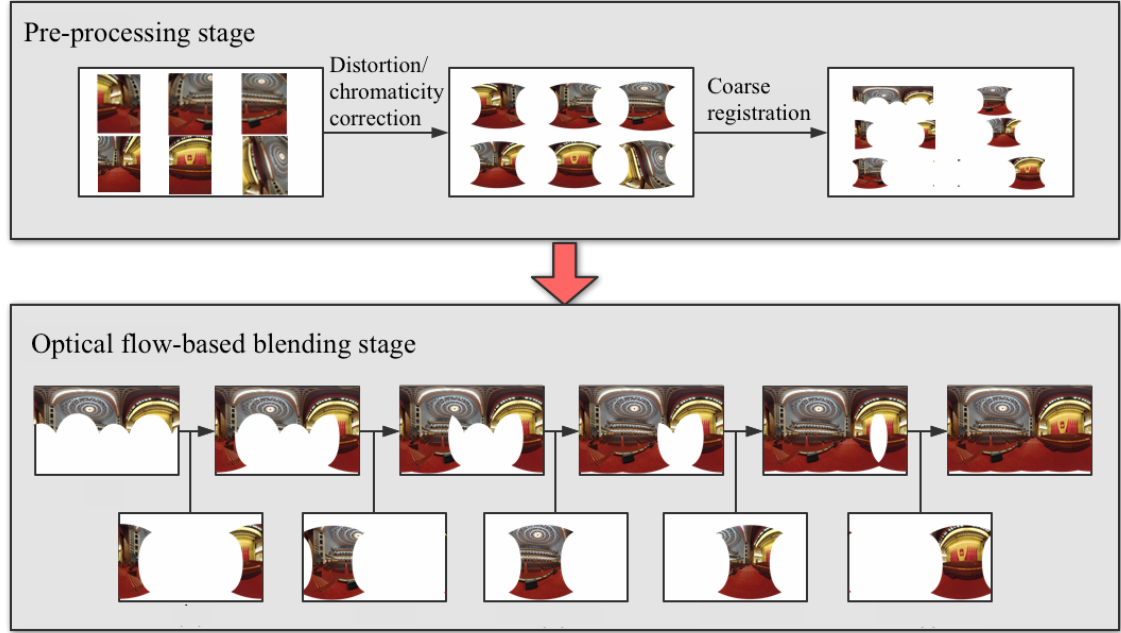 Pre-processing stage
Distortion/
chromaticity
correction
Coarse
registration
Optical flow-based blending stage